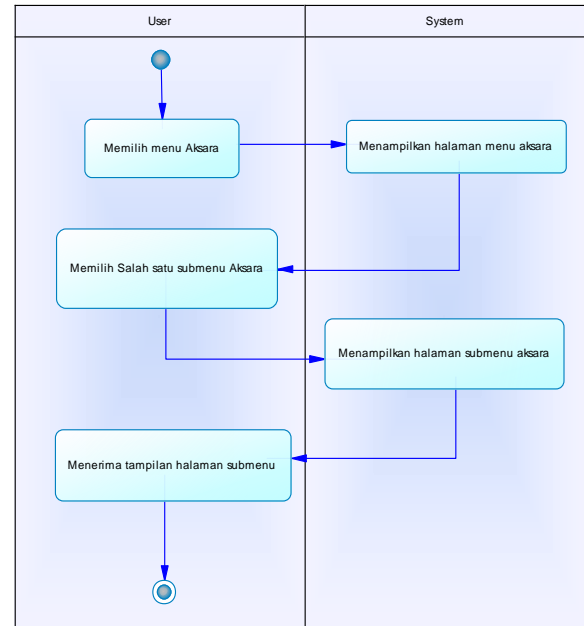 User
System
Memilih menu Aksara
Menampilkan halaman menu aksara
Memilih Salah satu submenu Aksara
Menampilkan halaman submenu aksara
Menerima tampilan halaman submenu